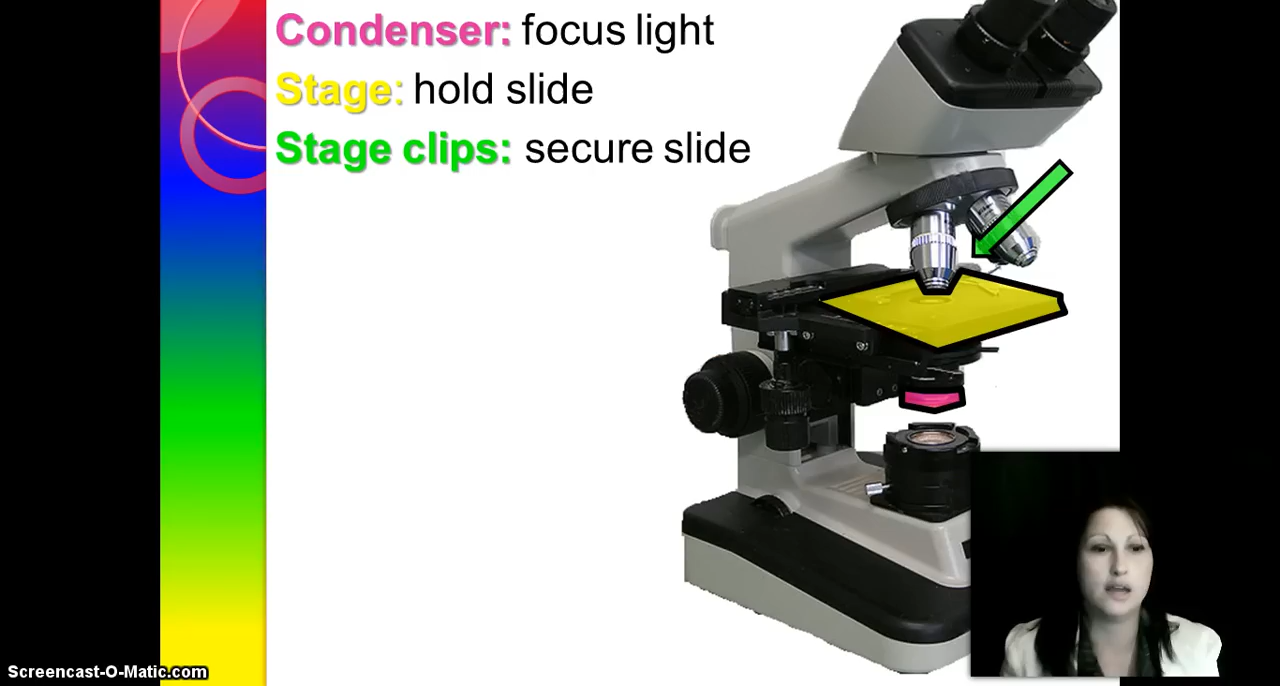 Condenser: focus light
Stage: hold slide
Stage clips: secure slide
Screencast-O-Matic.com